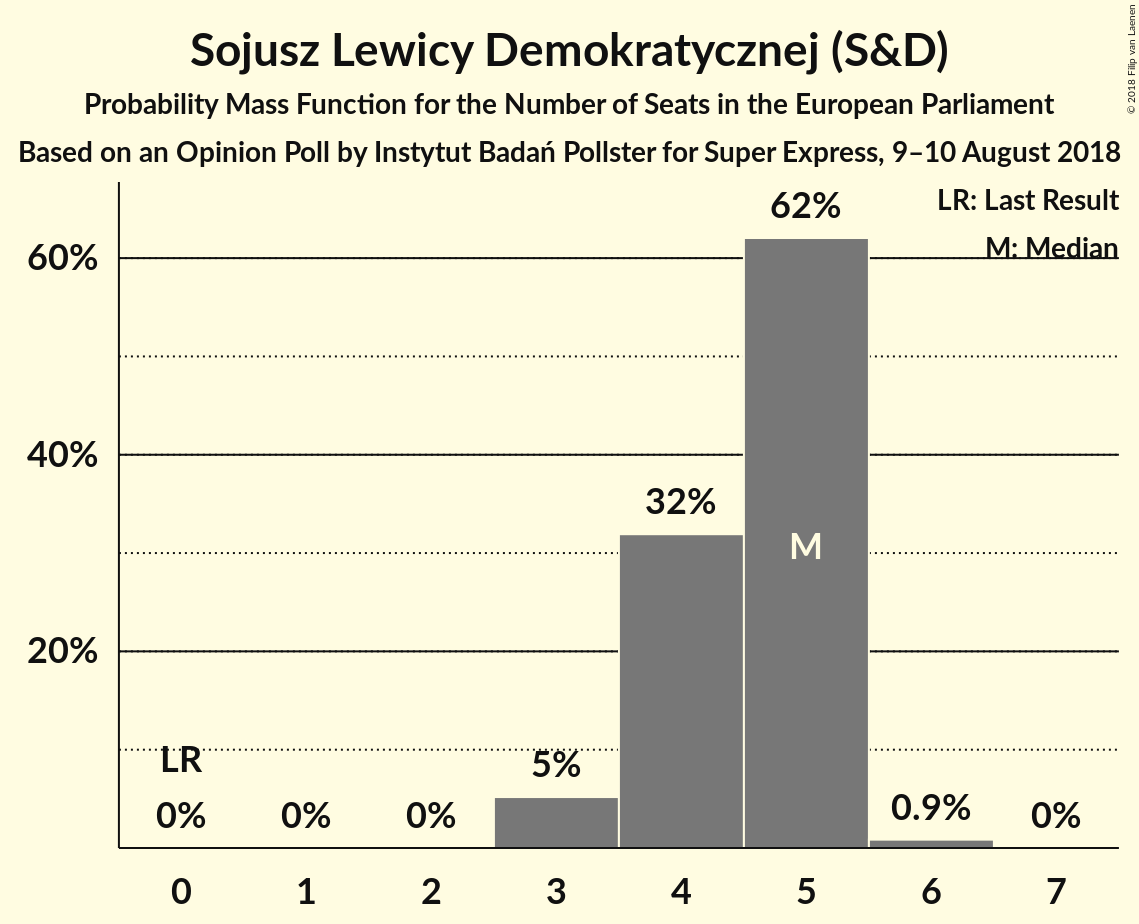 Sojusz Lewicy Demokratycznej (S&D)
Probability Mass Function for the Number of Seats in the European Parliament
Based on an Opinion Poll by Instytut Badań Pollster for Super Express, 9–10 August 2018
© 2018 Filip van Laenen
LR: Last Result
M: Median
62%
60%
40%
32%
M
20%
LR
5%
0% 0% 0% 0.9% 0%
0 1 2 3 4 5 6 7